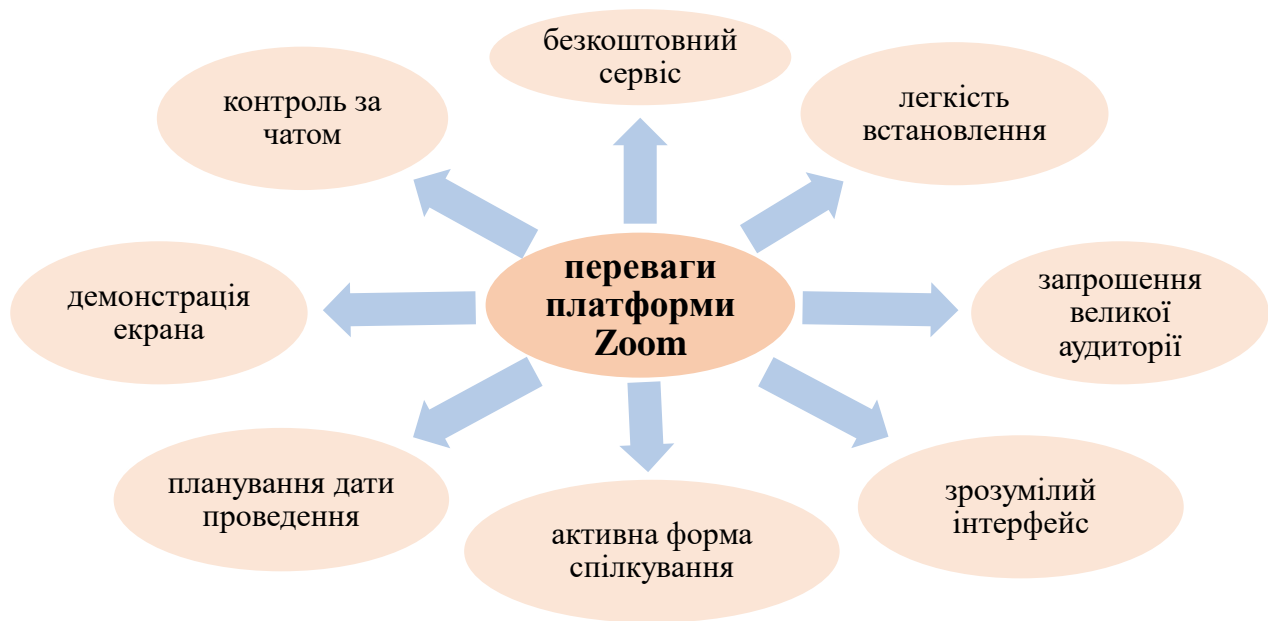 безкоштовний
сервіс
контроль за
чатом
легкість
встановлення
переваги
платформи
Zoom
демонстрація
екрана
запрошення
великої
аудиторії
планування дати
проведення
активна форма
спілкування
зрозумілий
інтерфейс